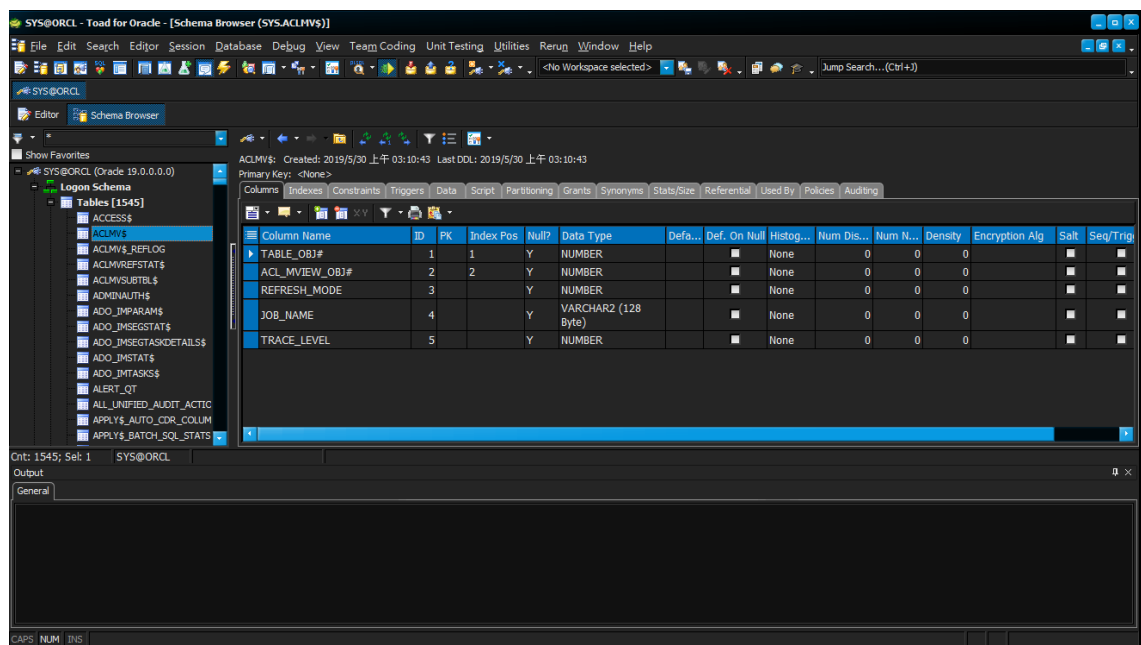 SYS@ORCL - Toad for Oracle - [Schema Browser (SYS.ACLMV$)]
File Edit Search Editor Session Database Debug View Team Coding Unit Testing Utilities Rerun Window Help
<No Workspace selected> Jump Search...(Ctrl+J)
SYS@ORCL
Editor Schema Browser
*
Show Favorites
SYS@ORCL (Oracle 19.0.0.0.0)
Logon Schema
Tables [1545]
ACCESS$
ACLMV$
ACLMV$_REFLOG
ACLMVREFSTAT$
ACLMVSUBTBL$
ADMINAUTH$
ADO_IMPARAM$
ADO_IMSEGSTAT$
ADO_IMSEGTASKDETAILS$
ADO_IMSTAT$
ADO_IMTASKS$
ALERT_QT
ALL_UNIFIED_AUDIT_ACTIC
APPLY$_AUTO_CDR_COLUM
APPLY$_BATCH_SQL_STATS
ACLMV$: Created: 2019/5/30 上午 03:10:43 Last DDL: 2019/5/30 上午 03:10:43
Primary Key: <None>
Columns Indexes Constraints Triggers Data Script Partitioning Grants Synonyms Stats/Size Referential Used By Policies Auditing
Column Name ID PK Index Pos Null? Data Type Defa... Def. On Null Histog... Num Dis... Num N... Density Encryption Alg Salt Seq/Trig
TABLE_OBJ# 1 1 Y NUMBER None 0 0 0
ACL_MVIEW_OBJ# 2 2 Y NUMBER None 0 0 0
REFRESH_MODE 3 Y NUMBER None 0 0 0
JOB_NAME 4 Y VARCHAR2 (128 Byte) None 0 0 0
TRACE_LEVEL 5 Y NUMBER None 0 0 0
Cnt: 1545; Sel: 1 SYS@ORCL
Output
General
CAPS NUM INS